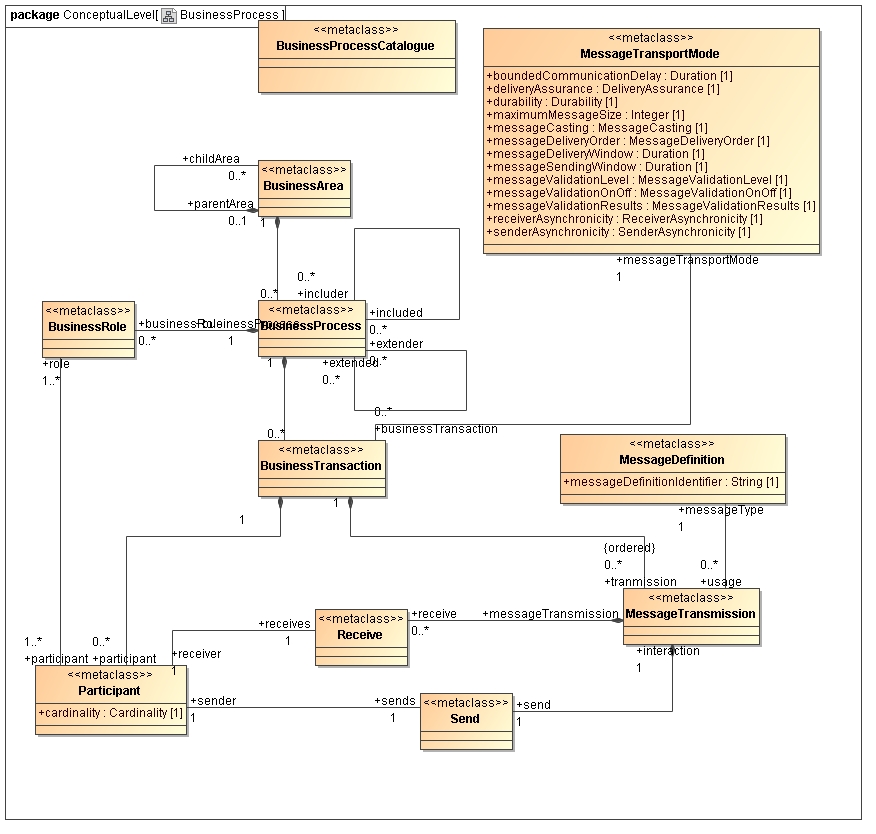 package ConceptualLevel[ BusinessProcess ]
<<metaclass>>
BusinessProcessCatalogue
<<metaclass>>
MessageTransportMode
+boundedCommunicationDelay : Duration [1]
+deliveryAssurance : DeliveryAssurance [1]
+durability : Durability [1]
+maximumMessageSize : Integer [1]
+messageCasting : MessageCasting [1]
+messageDeliveryOrder : MessageDeliveryOrder [1]
+messageDeliveryWindow : Duration [1]
+messageSendingWindow : Duration [1]
+messageValidationLevel : MessageValidationLevel [1]
+messageValidationOnOff : MessageValidationOnOff [1]
+messageValidationResults : MessageValidationResults [1]
+receiverAsynchronicity : ReceiverAsynchronicity [1]
+senderAsynchronicity : SenderAsynchronicity [1]
+messageTransportMode
1
+childArea
0..*
+parentArea
0..1
<<metaclass>>
BusinessArea
1
0..*
0..*
+includer
<<metaclass>>
BusinessRole
+businessRole
0..*
1
<<metaclass>>
BusinessProcess
+included
0..*
+extender
0..*
+extended
0..*
1
+role
1..*
0..*
+businessTransaction
0..*
<<metaclass>>
BusinessTransaction
1
1
<<metaclass>>
MessageDefinition
+messageDefinitionIdentifier : String [1]
+messageType
1
{ordered}
0..*
+tranmission
0..*
+usage
<<metaclass>>
MessageTransmission
+messageTransmission
+receive
0..*
<<metaclass>>
Receive
+receives
1
+receiver
1
1..*
+participant
0..*
+participant
<<metaclass>>
Participant
+cardinality : Cardinality [1]
+sender
1
+sends
1
<<metaclass>>
Send
+send
1
+interaction
1